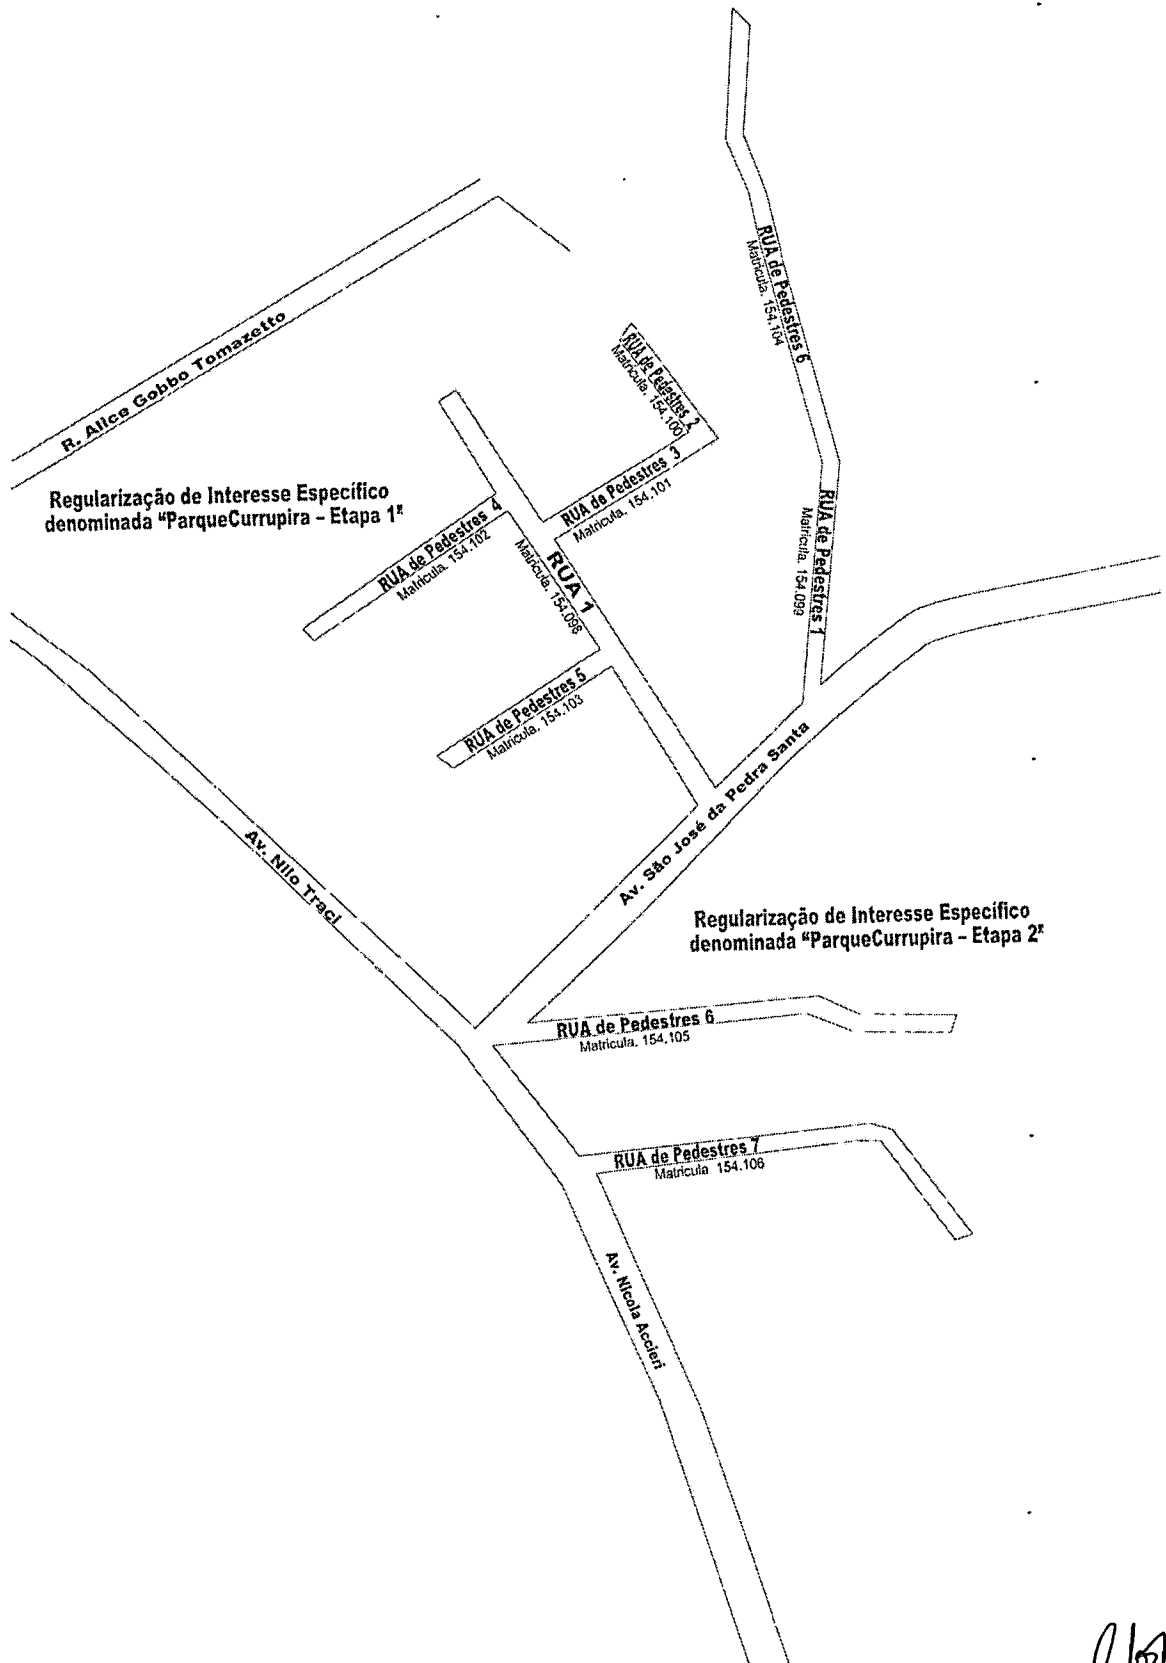 RUA de Pedestres 6
Matrícula. 154.104
R. Alice Gobbo Tomazetto
RUA de Pedestres 2
Matrícula. 154.100
RUA de Pedestres 3
Matrícula. 154.101
Regularização de Interesse Específico
denominada "ParqueCurrupira – Etapa 1"
RUA de Pedestres 4
Matrícula. 154.102
RUA 1
Matrícula. 154.098
RUA de Pedestres 1
Matrícula. 154.099
RUA de Pedestres 5
Matrícula. 154.103
Av. São José da Pedra Santa
Av. Nilo Traci
Regularização de Interesse Específico
denominada "ParqueCurrupira – Etapa 2"
RUA de Pedestres 6
Matrícula. 154.105
RUA de Pedestres 7
Matrícula 154.106
Av. Nicola Accieri